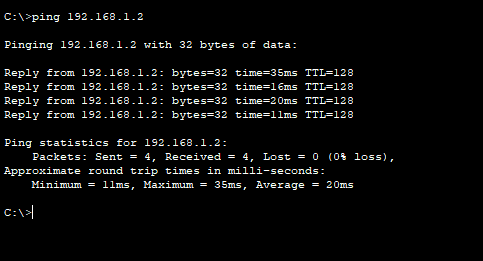 C:\>ping 192.168.1.2
Pinging 192.168.1.2 with 32 bytes of data:
Reply from 192.168.1.2: bytes=32 time=35ms TTL=128
Reply from 192.168.1.2: bytes=32 time=16ms TTL=128
Reply from 192.168.1.2: bytes=32 time=20ms TTL=128
Reply from 192.168.1.2: bytes=32 time=11ms TTL=128
Ping statistics for 192.168.1.2:
    Packets: Sent = 4, Received = 4, Lost = 0 (0% loss),
Approximate round trip times in milli-seconds:
    Minimum = 11ms, Maximum = 35ms, Average = 20ms
C:\>